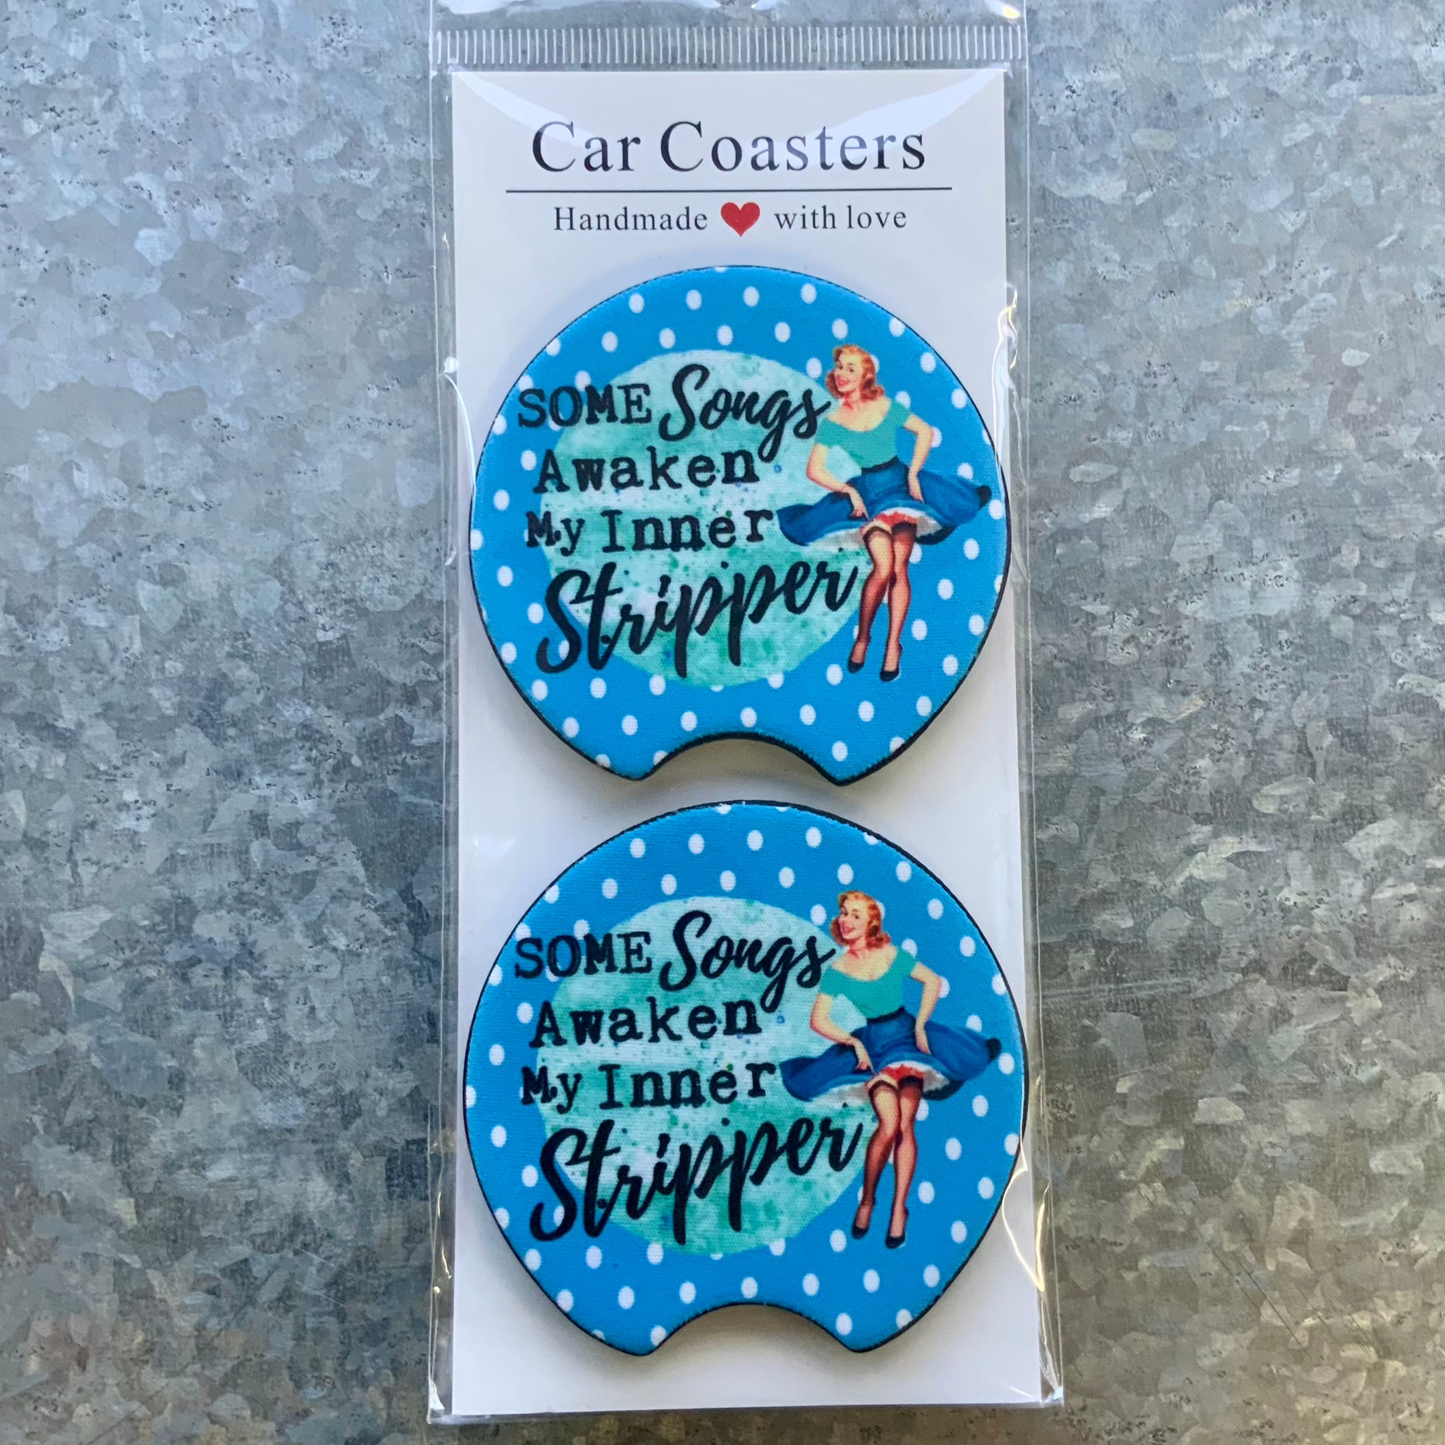 Car Coasters
Handmade ❤ with love
SOME Songs
Awaken
My Inner
Stripper
SOME Songs
Awaken
My Inner
Stripper